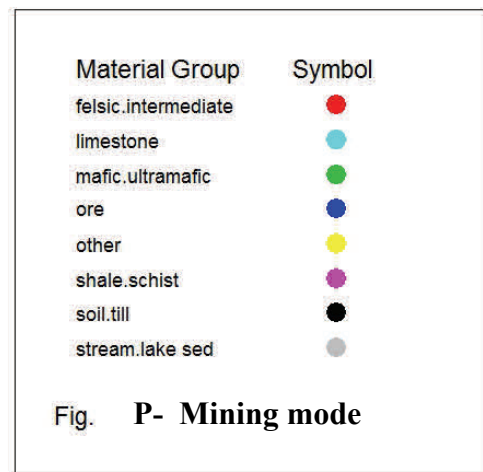 Material Group Symbol
felsic.intermediate
limestone
mafic.ultramafic
ore
other
shale.schist
soil.till
stream.lake sed
Fig. P- Mining mode